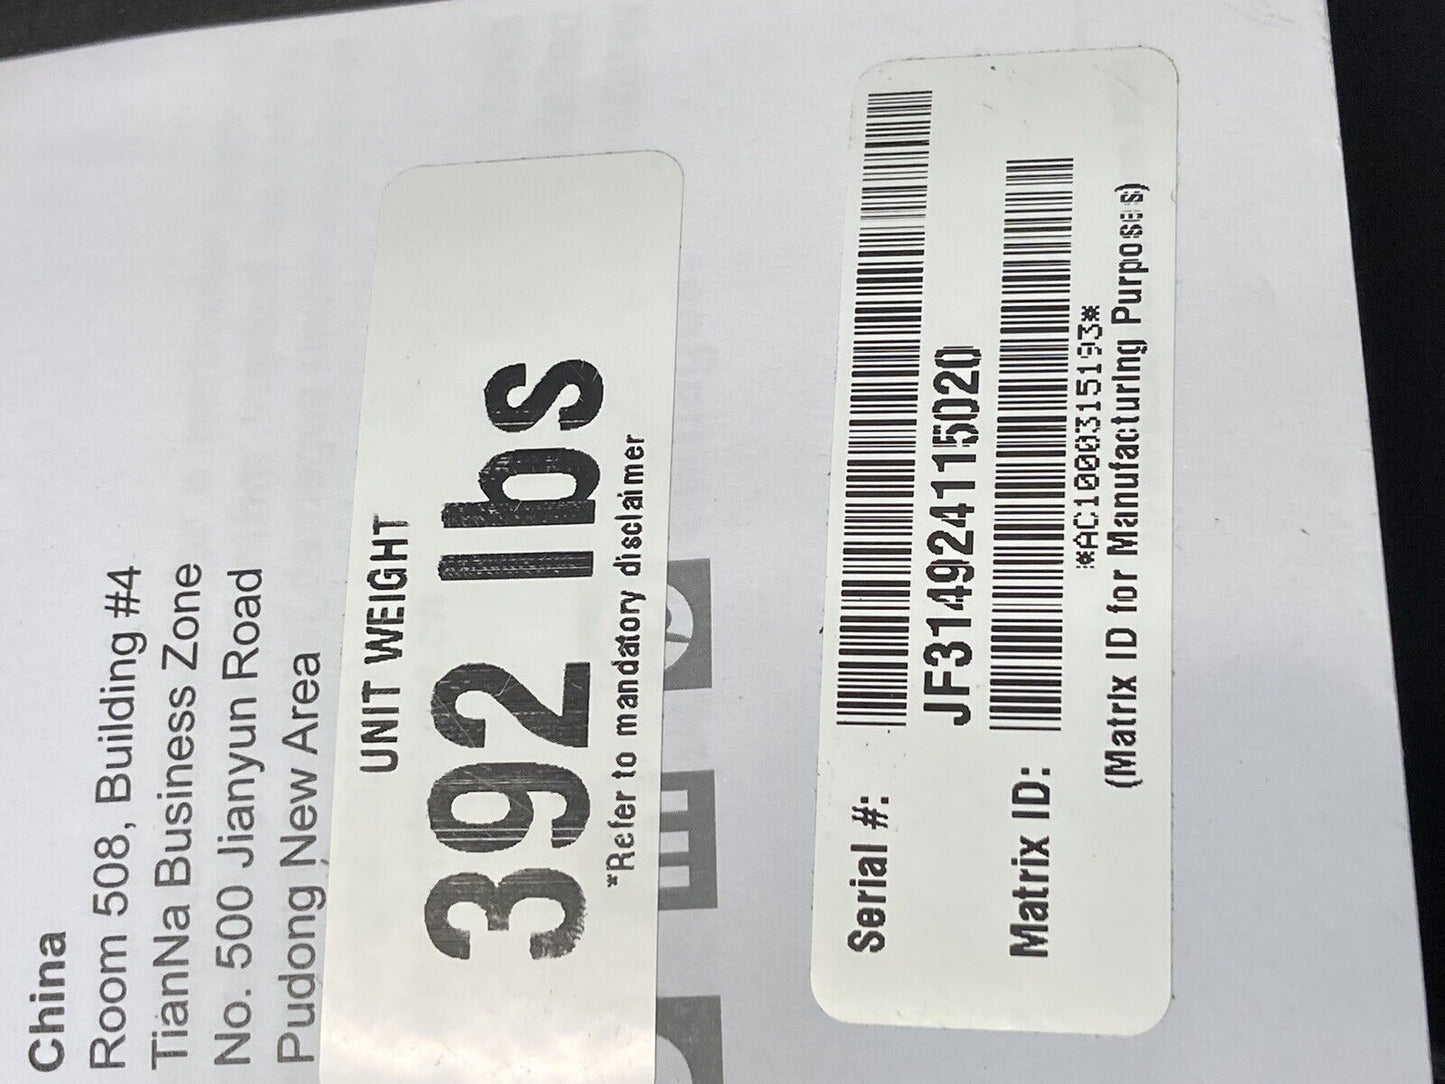 China
Room 508, Building #4
TianNa Business Zone
No. 500 Jianyun Road
Pudong New Area
UNIT WEIGHT
392 lbs
*Refer to mandatory disclaimer
Serial #:
JF314924115020
Matrix ID:
*AC1000315193*
(Matrix ID for Manufacturing Purposes)